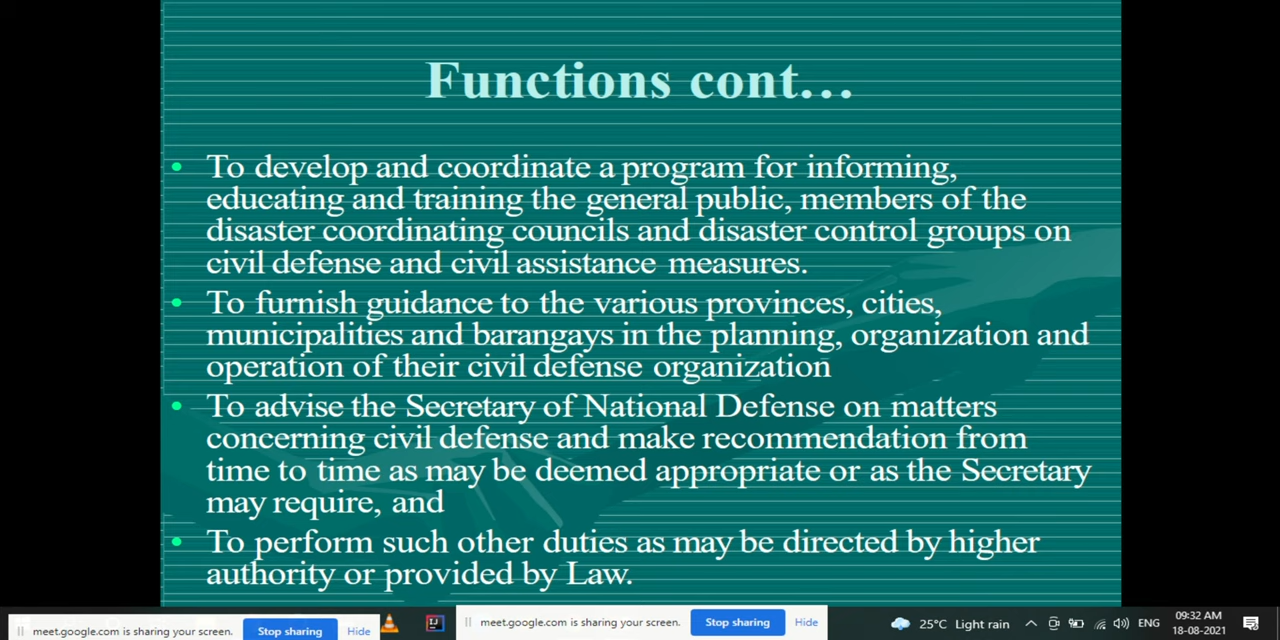 Functions cont...
• To develop and coordinate a program for informing,
educating and training the general public, members of the
disaster coordinating councils and disaster control groups on
civil defense and civil assistance measures.
• To furnish guidance to the various provinces, cities,
municipalities and barangays in the planning, organization and
operation of their civil defense organization
• To advise the Secretary of National Defense on matters
concerning civil defense and make recommendation from
time to time as may be deemed appropriate or as the Secretary
may require, and
• To perform such other duties as may be directed by higher
authority or provided by Law.
meet.google.com is sharing your screen. Stop sharing Hide
meet.google.com is sharing your screen. Stop sharing Hide
25°C Light rain
ENG
09:32 AM
18-08-2021